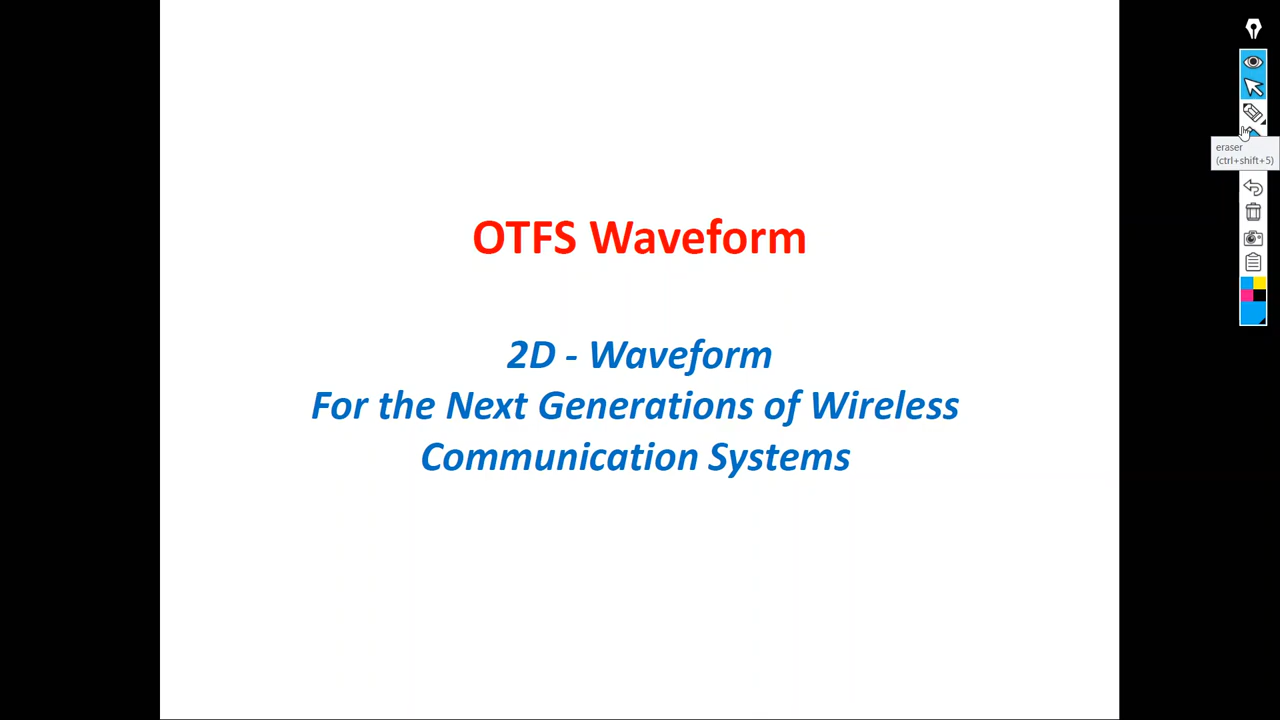 OTFS Waveform
2D - Waveform
For the Next Generations of Wireless
Communication Systems
eraser
(ctrl+shift+5)